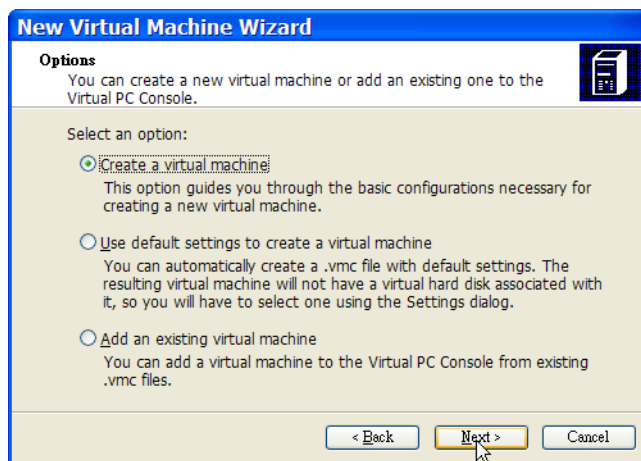 New Virtual Machine Wizard
Options
You can create a new virtual machine or add an existing one to the
Virtual PC Console.
Select an option:
Create a virtual machine
This option guides you through the basic configurations necessary for
creating a new virtual machine.
Use default settings to create a virtual machine
You can automatically create a .vmc file with default settings. The
resulting virtual machine will not have a virtual hard disk associated with
it, so you will have to select one using the Settings dialog.
Add an existing virtual machine
You can add a virtual machine to the Virtual PC Console from existing
.vmc files.
< Back Next > Cancel